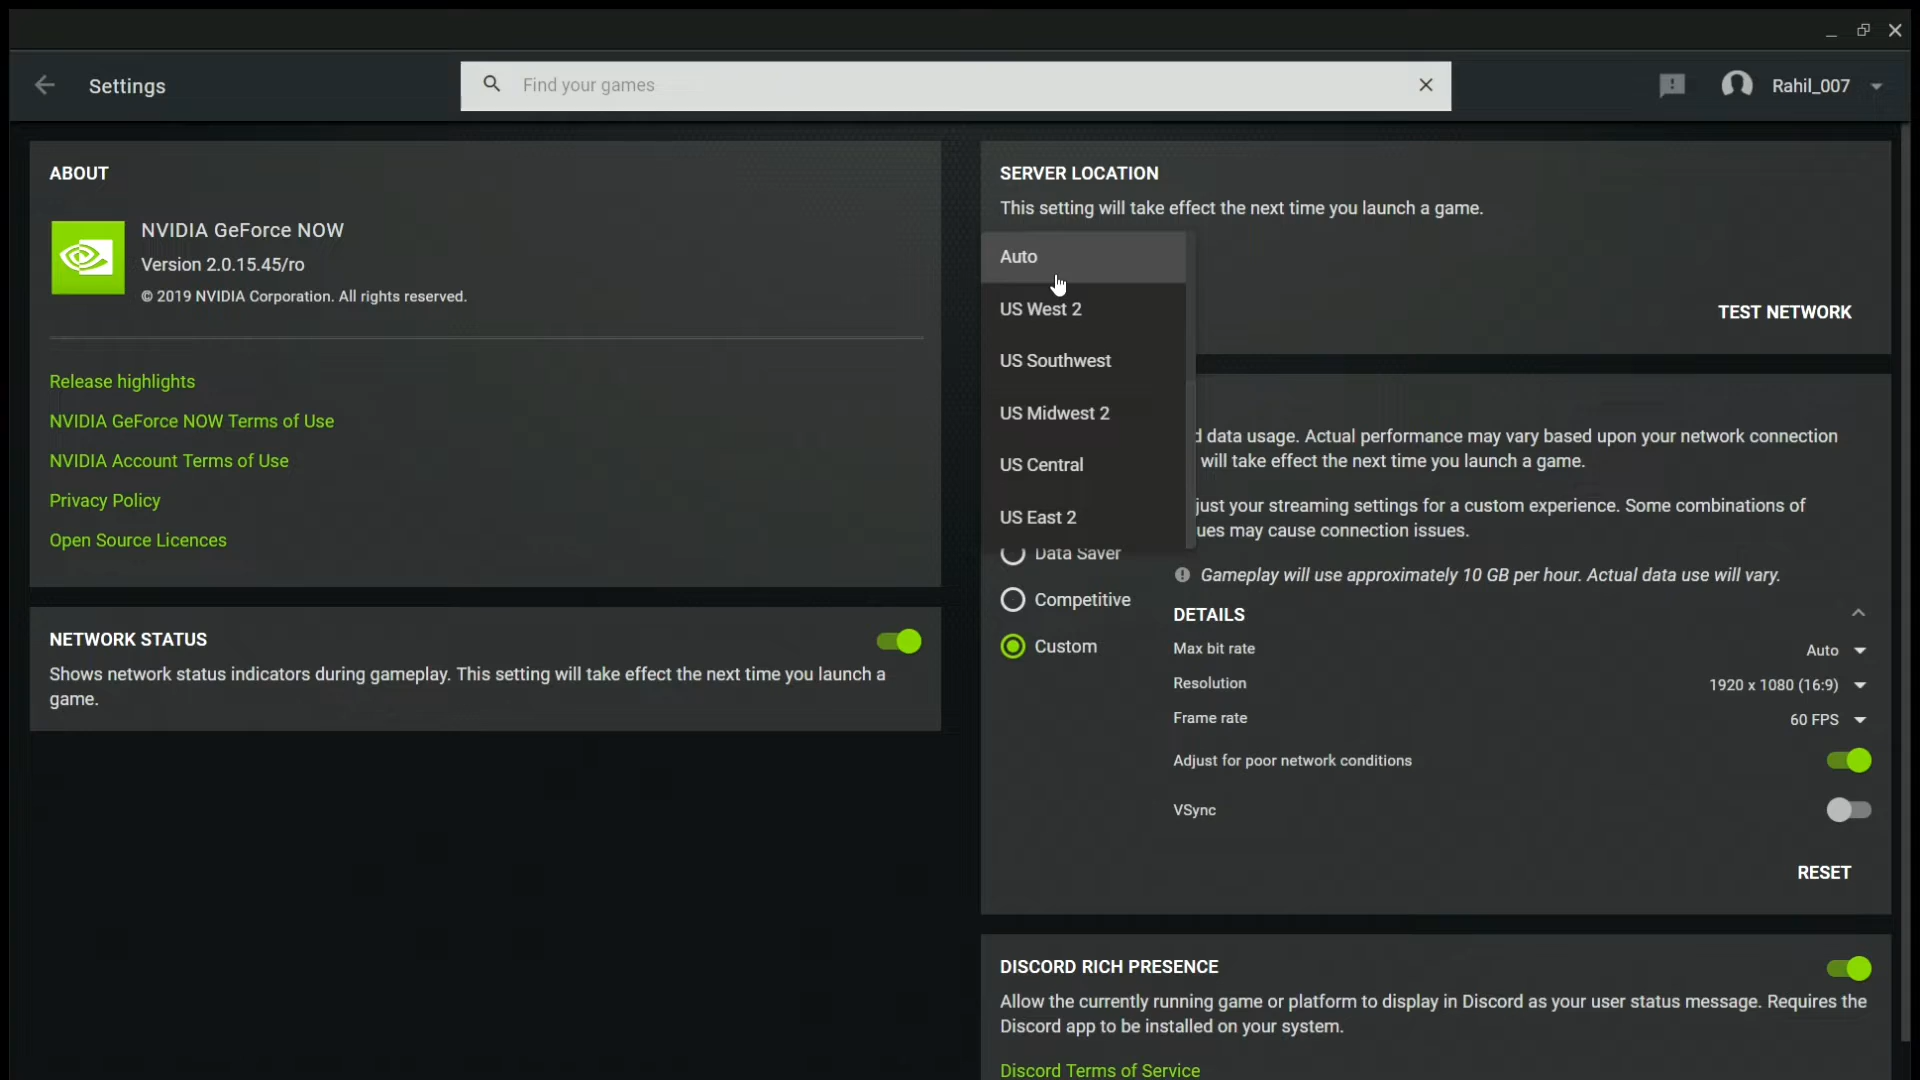 Settings
Find your games
Rahil_007
ABOUT
NVIDIA GeForce NOW
Version 2.0.15.45/ro
© 2019 NVIDIA Corporation. All rights reserved.
Release highlights
NVIDIA GeForce NOW Terms of Use
NVIDIA Account Terms of Use
Privacy Policy
Open Source Licences
NETWORK STATUS
Shows network status indicators during gameplay. This setting will take effect the next time you launch a
game.
SERVER LOCATION
This setting will take effect the next time you launch a game.
Auto
US West 2
US Southwest
US Midwest 2
US Central
US East 2
TEST NETWORK
data usage. Actual performance may vary based upon your network connection
will take effect the next time you launch a game.
just your streaming settings for a custom experience. Some combinations of
ues may cause connection issues.
Data Saver
Competitive
Custom
Gameplay will use approximately 10 GB per hour. Actual data use will vary.
DETAILS
Max bit rate Auto
Resolution 1920 x 1080 (16:9)
Frame rate 60 FPS
Adjust for poor network conditions
VSync
RESET
DISCORD RICH PRESENCE
Allow the currently running game or platform to display in Discord as your user status message. Requires the
Discord app to be installed on your system.
Discord Terms of Service